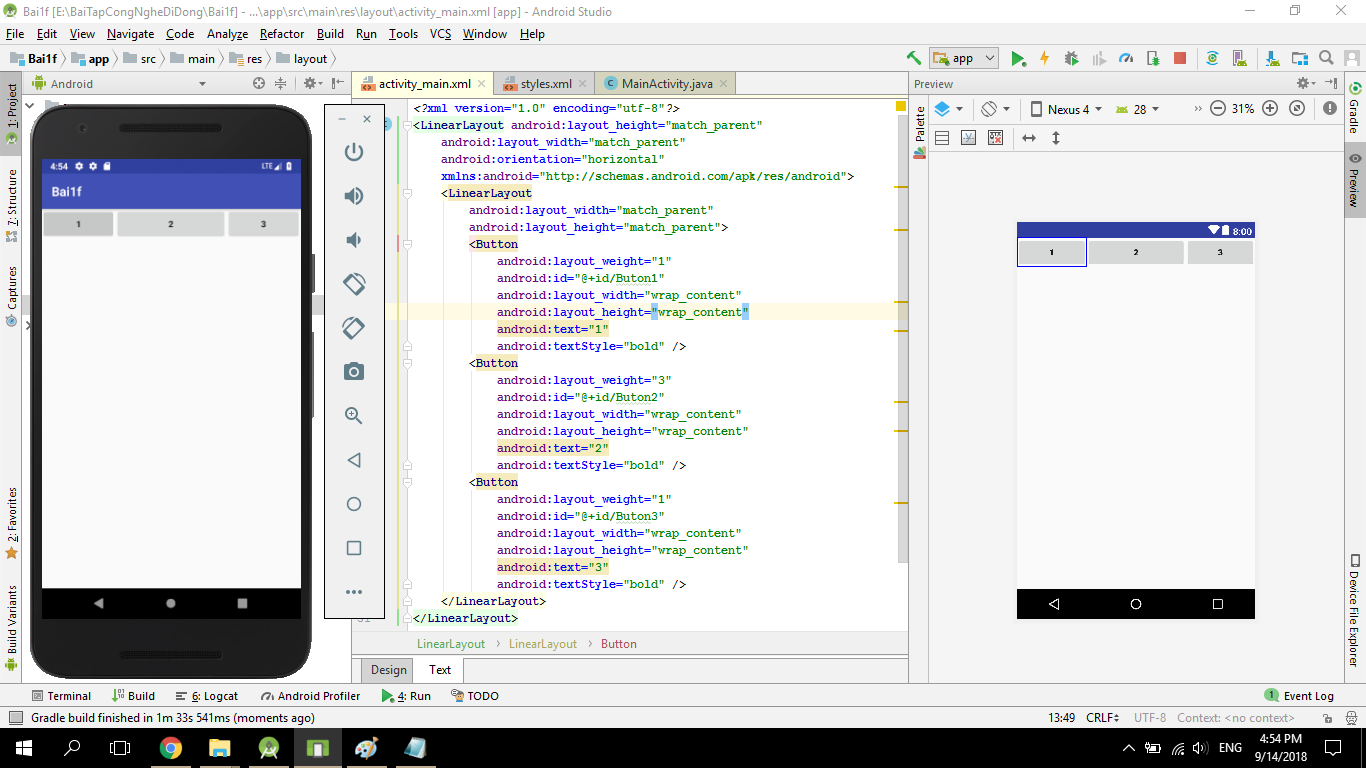 Bai1f [E:\BaiTapCongNgheDiDong\Bai1f] - ...\app\src\main\res\layout\activity_main.xml [app] - Android Studio
File Edit View Navigate Code Analyze Refactor Build Run Tools VCS Window Help
Bai1f app src main res layout app
Android activity_main.xml styles.xml MainActivity.java Preview
1: Project
7: Structure
Captures
2: Favorites
Build Variants
4:54 LTE
Bai1f
1 2 3
<?xml version="1.0" encoding="utf-8"?>
<LinearLayout android:layout_height="match_parent"
android:layout_width="match_parent"
android:orientation="horizontal"
xmlns:android="http://schemas.android.com/apk/res/android">
<LinearLayout
android:layout_width="match_parent"
android:layout_height="match_parent">
<Button
android:layout_weight="1"
android:id="@+id/Buton1"
android:layout_width="wrap_content"
android:layout_height="wrap_content"
android:text="1"
android:textStyle="bold" />
<Button
android:layout_weight="3"
android:id="@+id/Buton2"
android:layout_width="wrap_content"
android:layout_height="wrap_content"
android:text="2"
android:textStyle="bold" />
<Button
android:layout_weight="1"
android:id="@+id/Buton3"
android:layout_width="wrap_content"
android:layout_height="wrap_content"
android:text="3"
android:textStyle="bold" />
</LinearLayout>
</LinearLayout>
LinearLayout LinearLayout Button
Design Text
Palette
Nexus 4 28 31%
8:00
1 2 3
Gradle
Preview
Device File Explorer
Terminal Build 6: Logcat Android Profiler 4: Run TODO 1 Event Log
Gradle build finished in 1m 33s 541ms (moments ago) 13:49 CRLF UTF-8 Context: <no context>
ENG 4:54 PM
9/14/2018